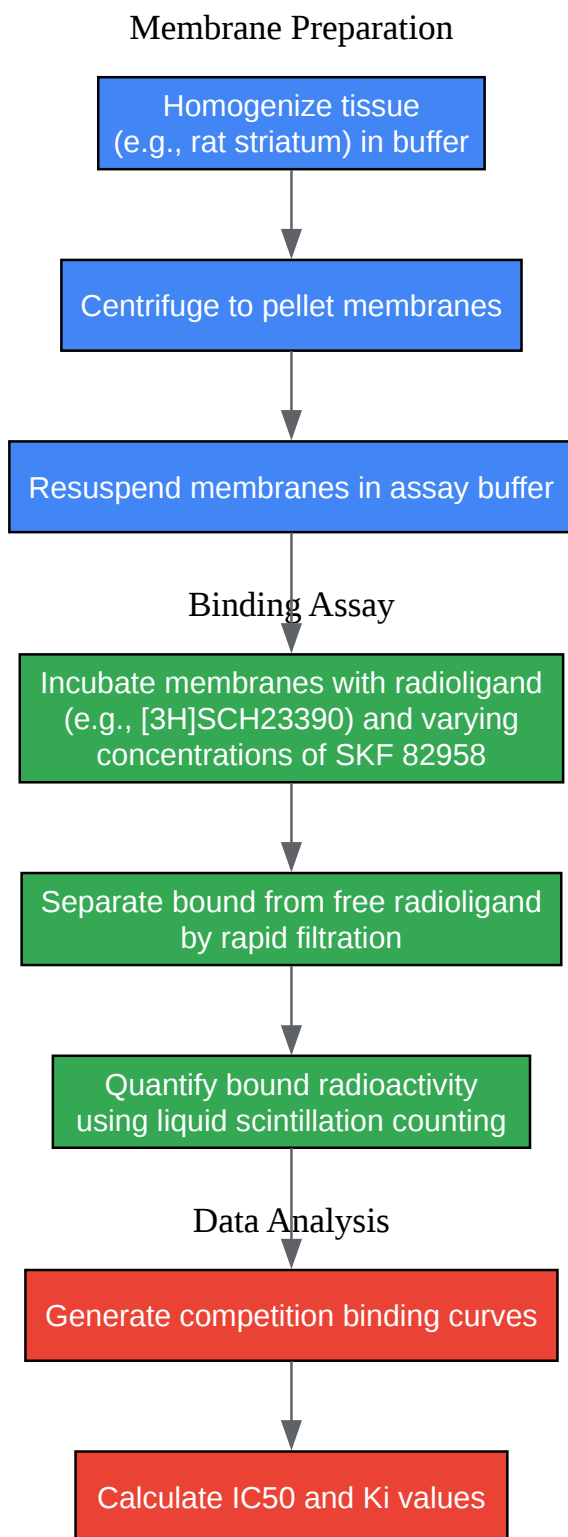 Membrane Preparation
Homogenize tissue
(e.g., rat striatum) in buffer
Centrifuge to pellet membranes
Resuspend membranes in assay buffer
Binding Assay
Incubate membranes with radioligand
(e.g., [3H]SCH23390) and varying
concentrations of SKF 82958
Separate bound from free radioligand
by rapid filtration
Quantify bound radioactivity
using liquid scintillation counting
Data Analysis
Generate competition binding curves
Calculate IC50 and Ki values